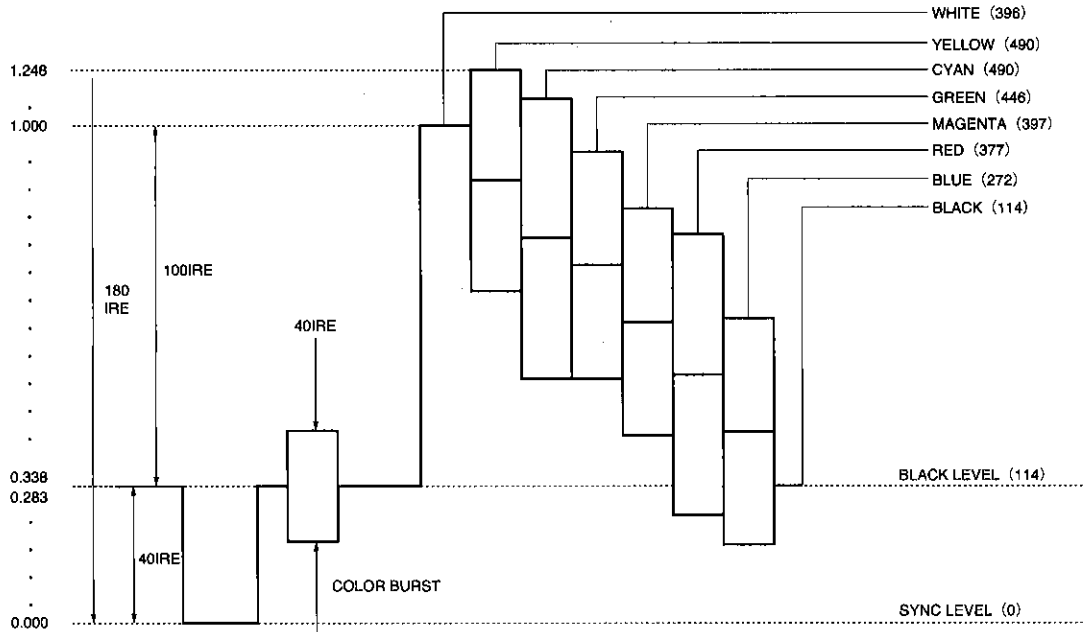 WHITE (396)
YELLOW (490)
1.248
CYAN (490)
GREEN (446)
1.000
MAGENTA (397)
RED (377)
BLUE (272)
BLACK (114)
100IRE
180
IRE
40IRE
0.338
BLACK LEVEL (114)
0.283
40IRE
COLOR BURST
SYNC LEVEL (0)
0.000